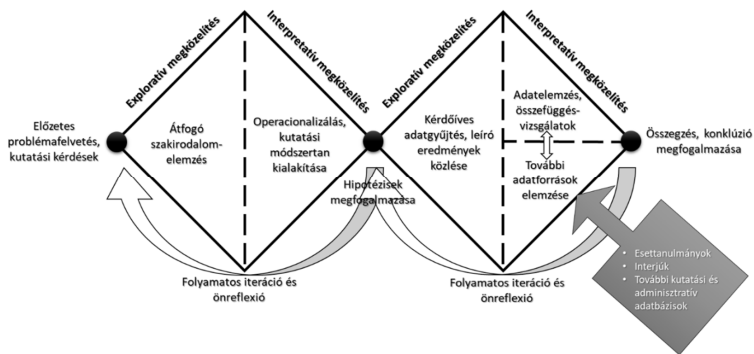 Előzetes
problémafelvetés,
kutatási kérdések
Exploratív megközelítés
Átfogó
szakirodalom-
elemzés
Interpretatív megközelítés
Operacionalizálás,
kutatási
módszertan
kialakítása
Hipotézisek
megfogalmazása
Exploratív megközelítés
Kérdőíves
adatgyűjtés, leíró
eredmények
közlése
Interpretatív megközelítés
Adatelemzés,
összefüggés-
vizsgálatok
További
adatforrások
elemzése
Összegzés, konklúzió
megfogalmazása
Folyamatos iteráció és
önreflexió
Folyamatos iteráció és
önreflexió
• Esettanulmányok
• Interjúk
• További kutatási és
adminisztratív
adatbázisok